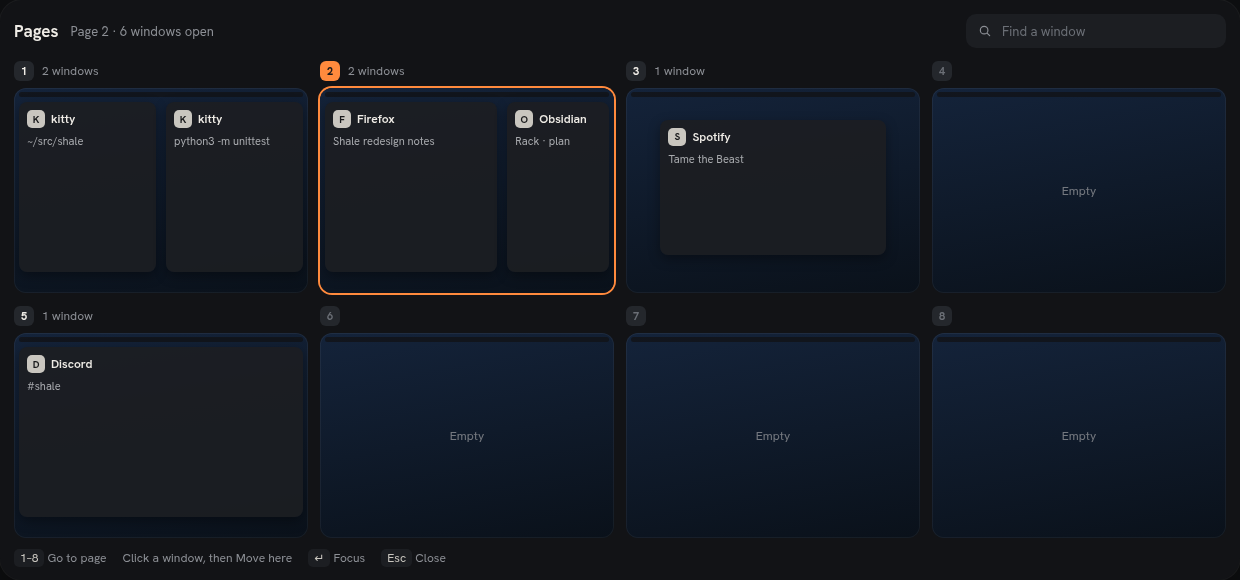 Pages Page 2 · 6 windows open
Find a window
1 2 windows
2 2 windows
3 1 window
4
K kitty
~/src/shale
K kitty
python3 -m unittest
F Firefox
Shale redesign notes
O Obsidian
Rack · plan
S Spotify
Tame the Beast
Empty
5 1 window
6
7
8
D Discord
#shale
Empty
Empty
Empty
1–8 Go to page Click a window, then Move here ↵ Focus Esc Close